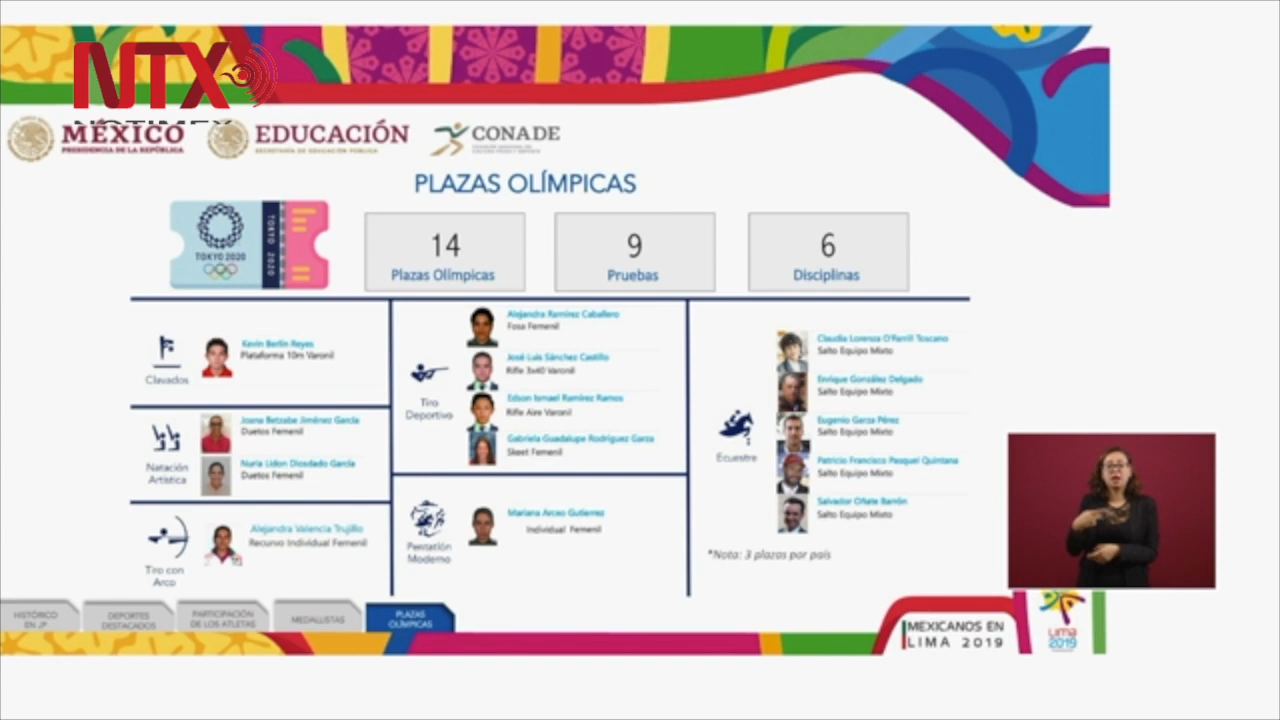 NTX
NOTIMEX
MÉXICO
PRESIDENCIA DE LA REPÚBLICA
EDUCACIÓN
SECRETARÍA DE EDUCACIÓN PÚBLICA
CONADE
PLAZAS OLÍMPICAS
TOKYO 2020
TOKYO 2020
14
Plazas Olímpicas
9
Pruebas
6
Disciplinas
Clavados
Kevin Berlín Reyes
Plataforma 10m Varonil
Natación
Artística
Joana Betzabe Jiménez García
Duetos Femenil
Nuria Lidon Diosdado García
Duetos Femenil
Tiro con
Arco
Alejandra Valencia Trujillo
Recurvo Individual Femenil
Tiro
Deportivo
Alejandra Ramírez Caballero
Fosa Femenil
José Luis Sánchez Castillo
Rifle 3x40 Varonil
Edson Ismael Ramírez Ramos
Rifle Aire Varonil
Gabriela Guadalupe Rodríguez Garza
Skeet Femenil
Pentatlón
Moderno
Mariana Arceo Gutierrez
Individual Femenil
Ecuestre
Claudia Lorenza O'Farrill Toscano
Salto Equipo Mixto
Enrique González Delgado
Salto Equipo Mixto
Eugenio Garza Pérez
Salto Equipo Mixto
Patricio Francisco Pasquel Quintana
Salto Equipo Mixto
Salvador Oñate Barrón
Salto Equipo Mixto
*Nota: 3 plazas por país
HISTÓRICO
EN JP
DEPORTES
DESTACADOS
PARTICIPACIÓN
DE LOS ATLETAS
MEDALLISTAS
PLAZAS
OLÍMPICAS
MEXICANOS EN
LIMA 2019
Lima
2019